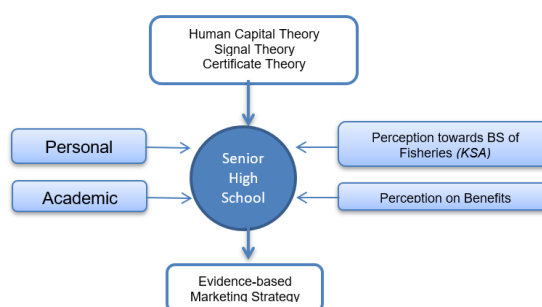 Human Capital Theory
Signal Theory
Certificate Theory
Personal
Academic
Senior
High
School
Perception towards BS of
Fisheries (KSA)
Perception on Benefits
Evidence-based
Marketing Strategy